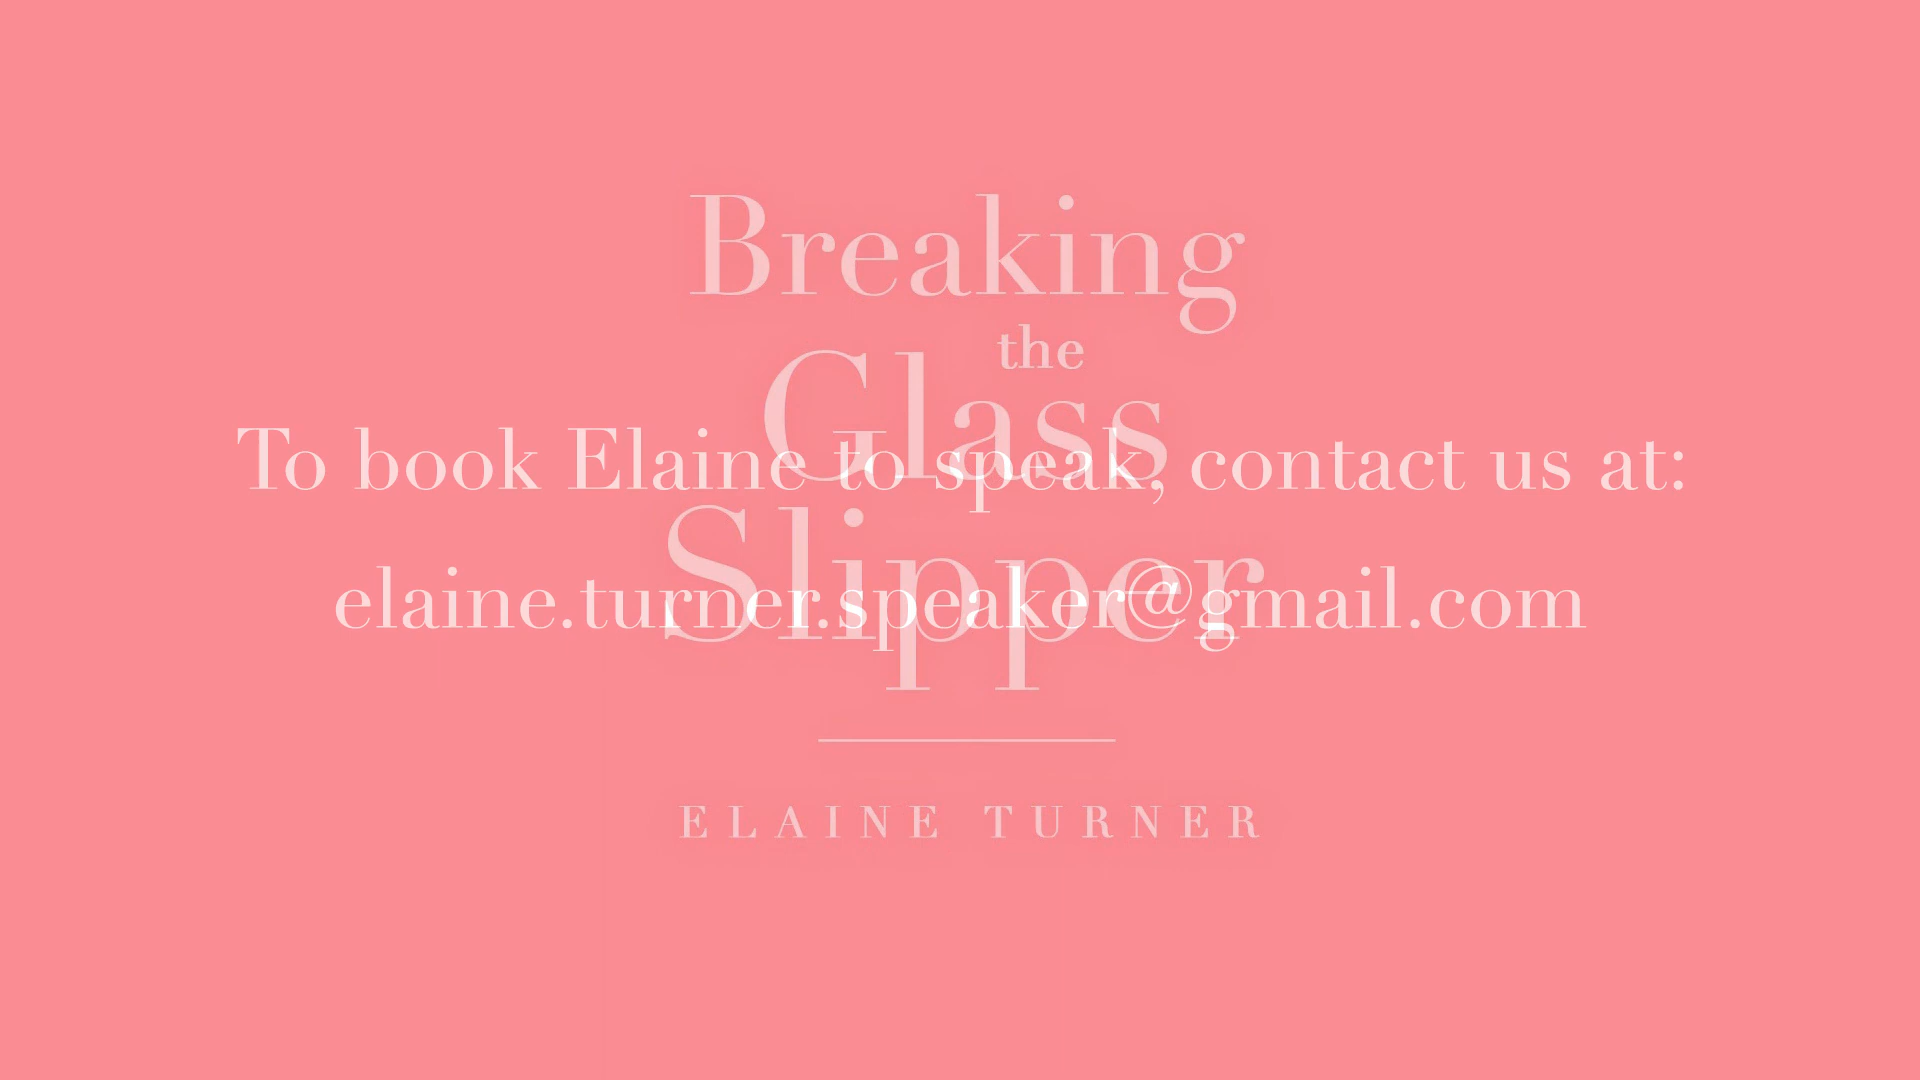 Breaking
the
Glass
Slipper
ELAINE TURNER
To book Elaine to speak, contact us at:
elaine.turner.speaker@gmail.com